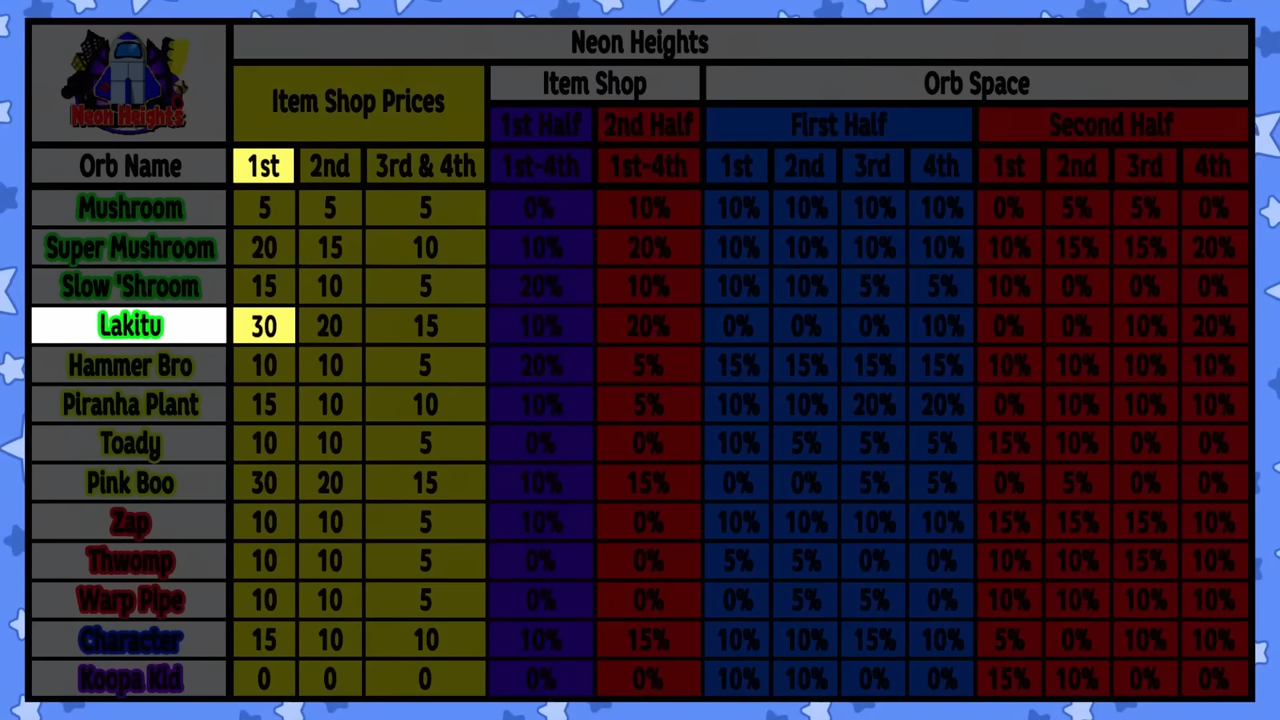 Neon Heights
Neon Heights
Item Shop Prices Item Shop Orb Space
1st Half 2nd Half First Half Second Half
Orb Name 1st 2nd 3rd & 4th 1st-4th 1st-4th 1st 2nd 3rd 4th 1st 2nd 3rd 4th
Mushroom 5 5 5 0% 10% 10% 10% 10% 10% 0% 5% 5% 0%
Super Mushroom 20 15 10 10% 20% 10% 10% 10% 10% 10% 15% 15% 20%
Slow 'Shroom 15 10 5 20% 10% 10% 10% 5% 5% 10% 0% 0% 0%
Lakitu 30 20 15 10% 20% 0% 0% 0% 10% 0% 0% 10% 20%
Hammer Bro 10 10 5 20% 5% 15% 15% 15% 15% 10% 10% 10% 10%
Piranha Plant 15 10 10 10% 5% 10% 10% 20% 20% 0% 10% 10% 10%
Toady 10 10 5 0% 0% 10% 5% 5% 5% 15% 10% 0% 0%
Pink Boo 30 20 15 10% 15% 0% 0% 5% 5% 0% 5% 0% 0%
Zap 10 10 5 10% 0% 10% 10% 10% 10% 15% 15% 15% 10%
Thwomp 10 10 5 0% 0% 5% 5% 0% 0% 10% 10% 15% 10%
Warp Pipe 10 10 5 0% 0% 0% 5% 5% 0% 10% 10% 10% 10%
Character 15 10 10 10% 15% 10% 10% 15% 10% 5% 0% 10% 10%
Koopa Kid 0 0 0 0% 0% 10% 10% 0% 0% 15% 10% 0% 0%